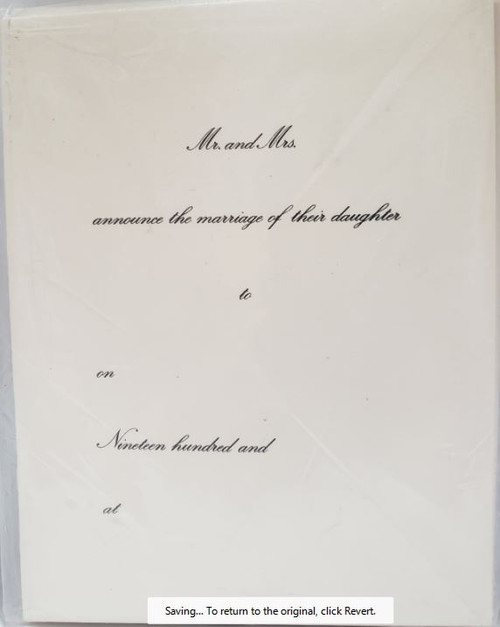 Mr. and Mrs.
announce the marriage of their daughter
to
on
Nineteen hundred and
at
Saving... To return to the original, click Revert.